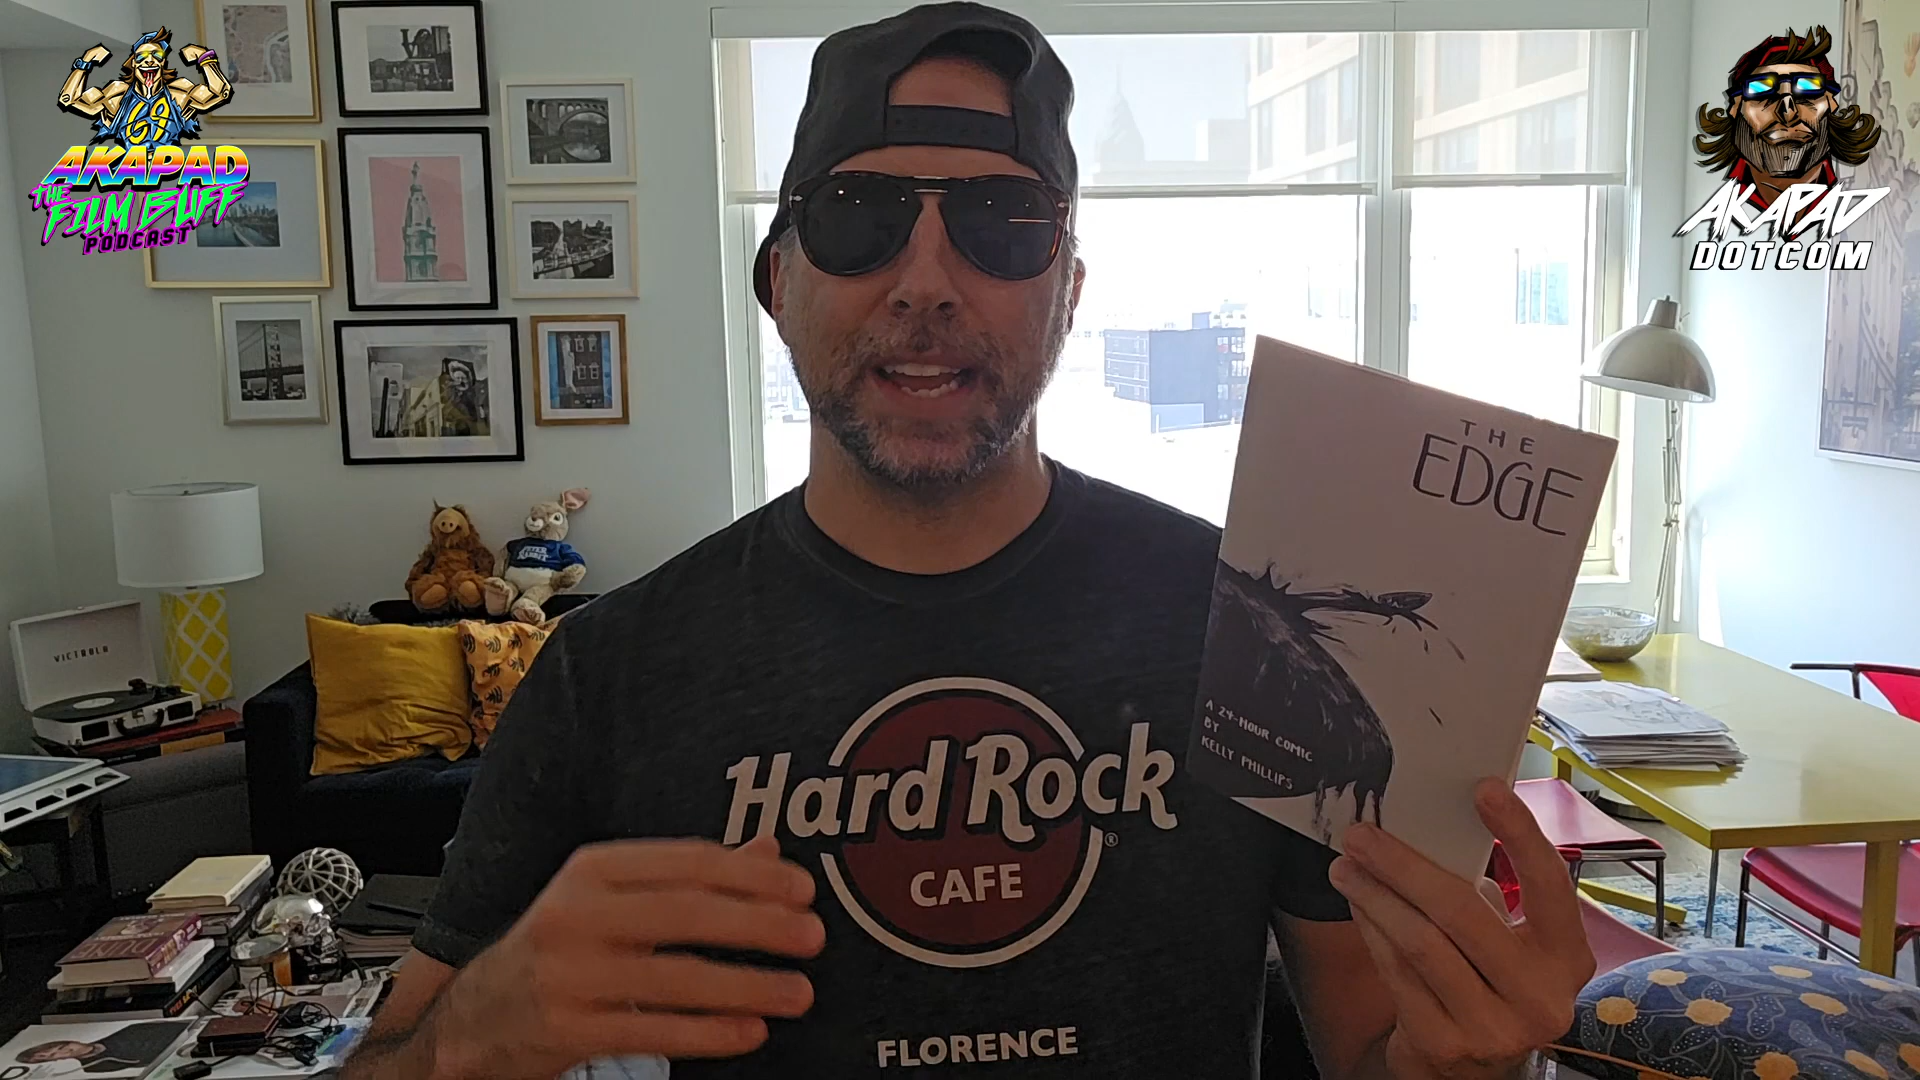 AKAPAD
THE
FILM BUFF
PODCAST
AKAPAD
DOTCOM
THE
EDGE
A 24-HOUR COMIC
BY
KELLY PHILLIPS
VICTROLA
Hard Rock
®
CAFE
FLORENCE